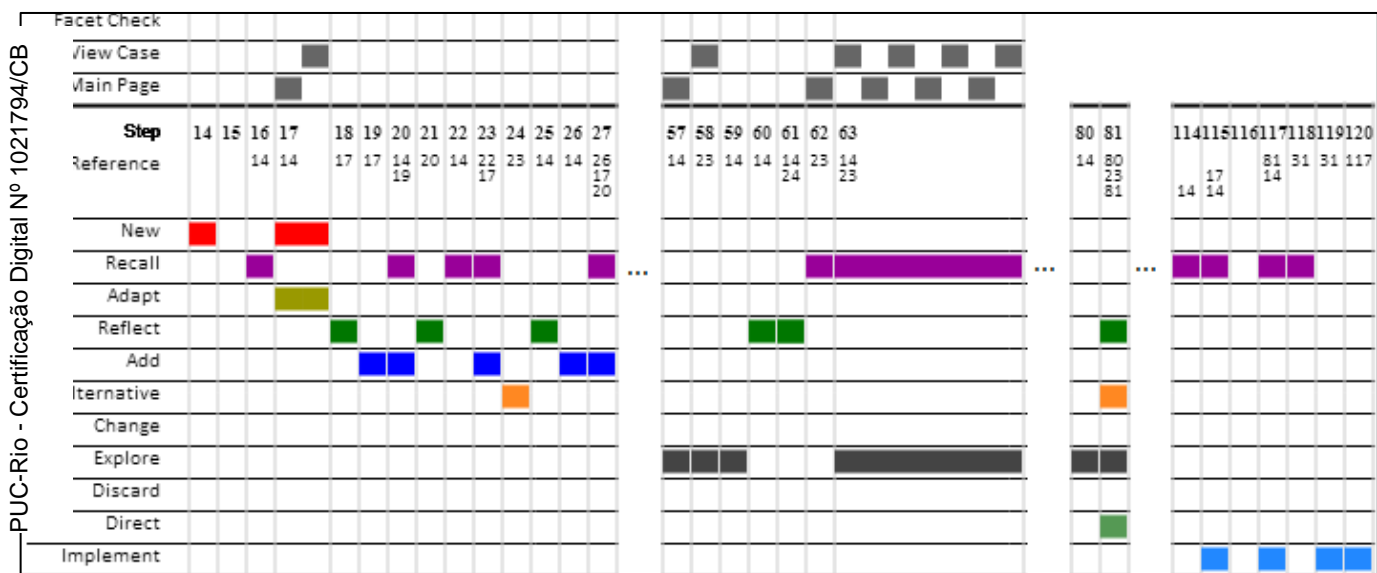 PUC-Rio - Certificação Digital Nº 1021794/CB
Facet Check
View Case
Main Page
Step 14 15 16 17 18 19 20 21 22 23 24 25 26 27 57 58 59 60 61 62 63 80 81 114 115 116 117 118 119 120
Reference 14 14 17 17 14 20 14 22 23 14 14 26 14 23 14 14 14 23 14 14 80 17 81 31 31 117
19 17 17 24 23 23 14 14
20 81 14
New
Recall ... ... ...
Adapt
Reflect
Add
lternative
Change
Explore
Discard
Direct
Implement